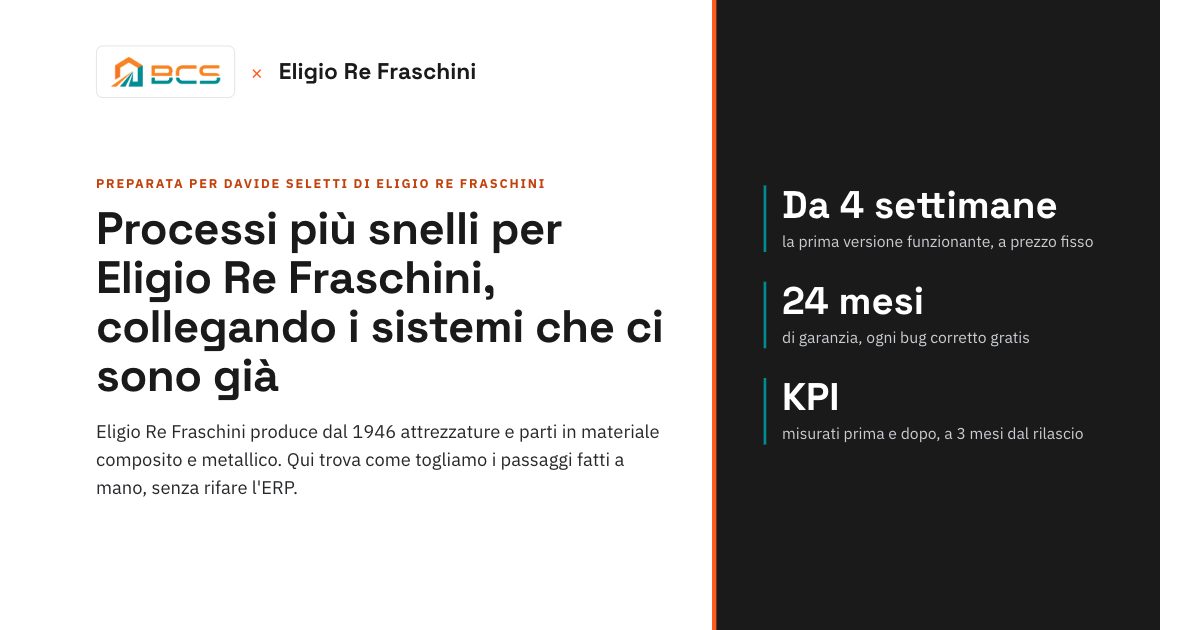 BCS × Eligio Re Fraschini
PREPARATA PER DAVIDE SELETTI DI ELIGIO RE FRASCHINI
Processi più snelli per
Eligio Re Fraschini,
collegando i sistemi che ci
sono già
Eligio Re Fraschini produce dal 1946 attrezzature e parti in materiale
composito e metallico. Qui trova come togliamo i passaggi fatti a
mano, senza rifare l'ERP.
Da 4 settimane
la prima versione funzionante, a prezzo fisso
24 mesi
di garanzia, ogni bug corretto gratis
KPI
misurati prima e dopo, a 3 mesi dal rilascio